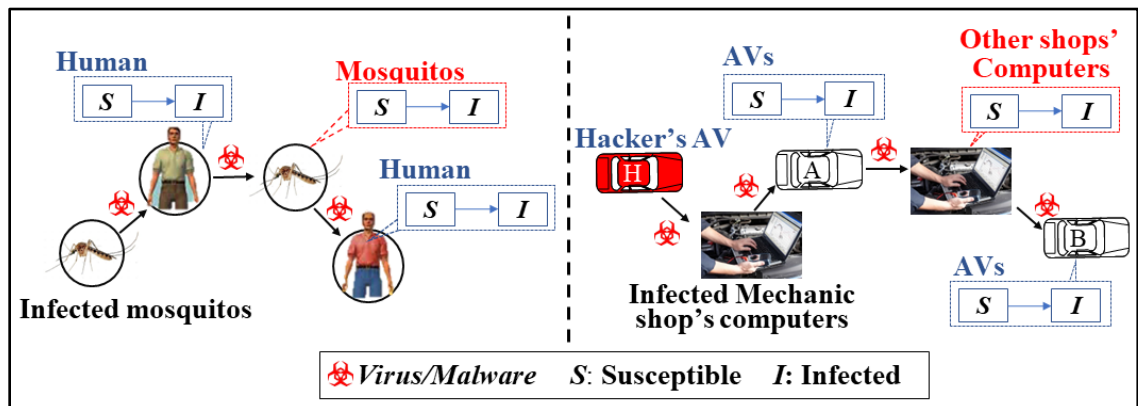 Human
S I
Mosquitos
S I
Human
S I
Infected mosquitos
AVs
S I
Other shops'
Computers
S I
Hacker's AV
H
A
B
Infected Mechanic
shop's computers
AVs
S I
Virus/Malware S: Susceptible I: Infected